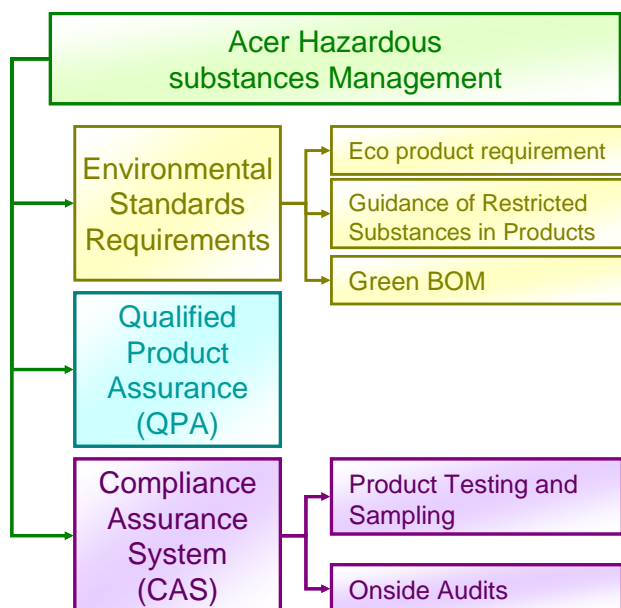 Acer Hazardous
substances Management
Environmental
Standards
Requirements
Eco product requirement
Guidance of Restricted
Substances in Products
Green BOM
Qualified
Product
Assurance
(QPA)
Compliance
Assurance
System
(CAS)
Product Testing and
Sampling
Onside Audits